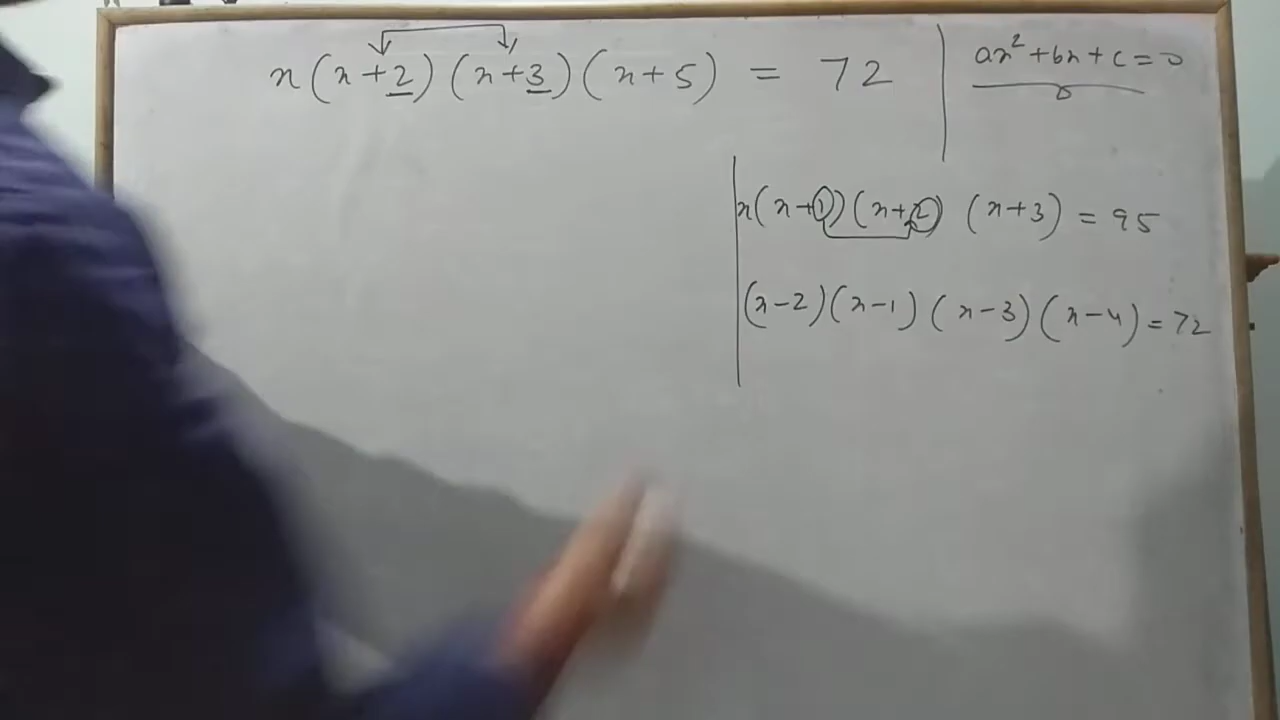 x(x+2)(x+3)(x+5) = 72
ax²+bx+c=0
x(x+1)(x+2) (x+3) = 95
(x-2)(x-1)(x-3)(x-4)=72